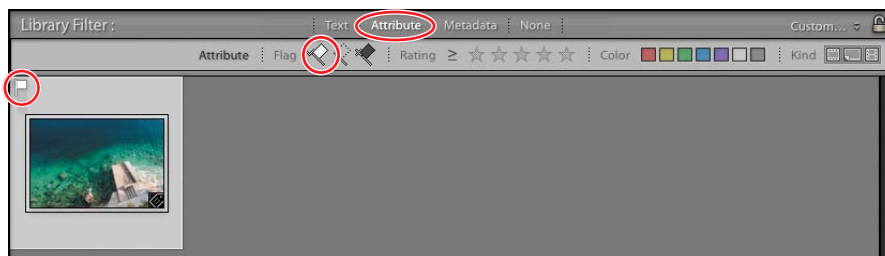 Library Filter : Text Attribute Metadata None Custom...
Attribute Flag Rating ≥ Color Kind